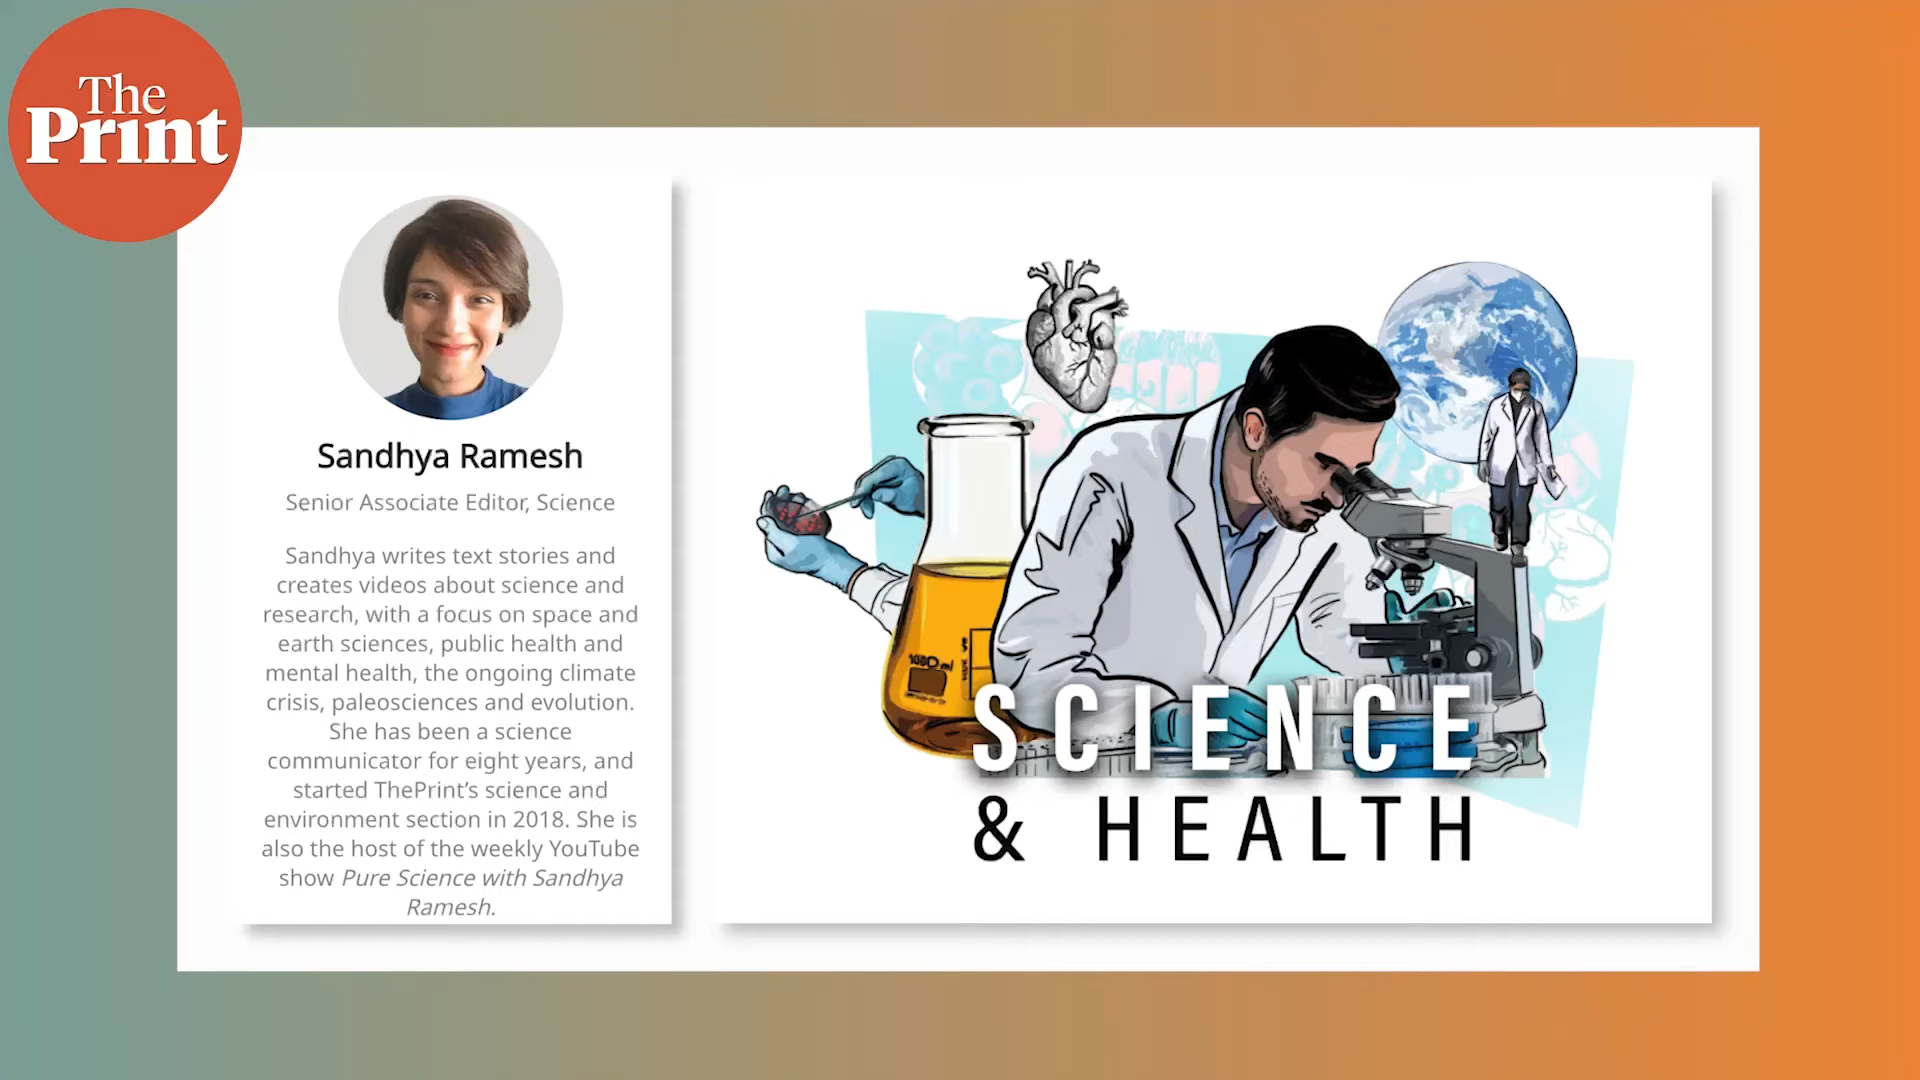 The
Print
Sandhya Ramesh
Senior Associate Editor, Science
Sandhya writes text stories and
creates videos about science and
research, with a focus on space and
earth sciences, public health and
mental health, the ongoing climate
crisis, paleosciences and evolution.
She has been a science
communicator for eight years, and
started ThePrint’s science and
environment section in 2018. She is
also the host of the weekly YouTube
show Pure Science with Sandhya
Ramesh.
SCIENCE
& HEALTH